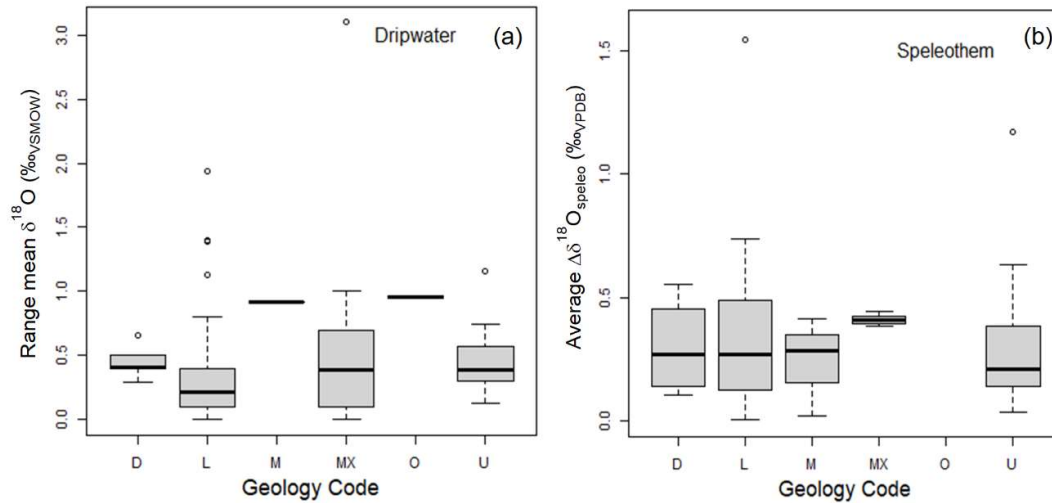 Dripwater (a)
Range mean δ¹⁸O (‰VSMOW)
3.0
2.5
2.0
1.5
1.0
0.5
0.0
D L M MX O U
Geology Code
Speleothem (b)
Average Δδ¹⁸Ospeleo (‰VPDB)
1.5
1.0
0.5
0.0
D L M MX O U
Geology Code